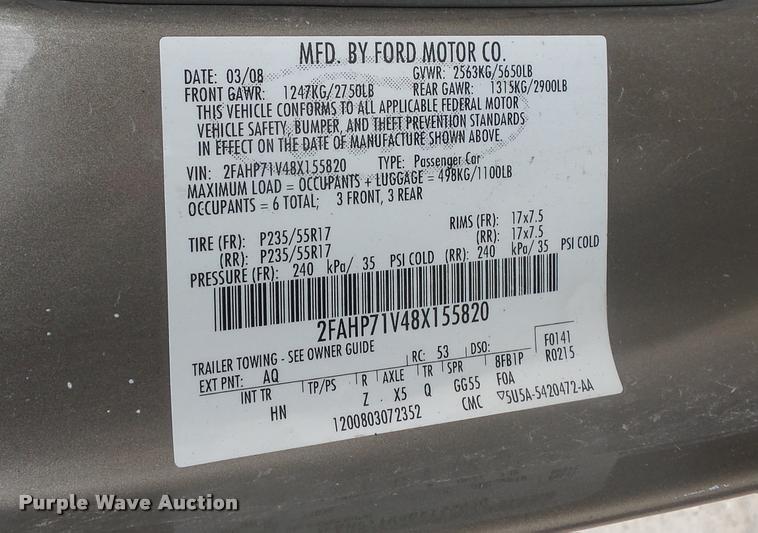 MFD. BY FORD MOTOR CO.
DATE: 03/08 GVWR: 2563KG/5650LB
FRONT GAWR: 1247KG/2750LB REAR GAWR: 1315KG/2900LB
THIS VEHICLE CONFORMS TO ALL APPLICABLE FEDERAL MOTOR
VEHICLE SAFETY, BUMPER, AND THEFT PREVENTION STANDARDS
IN EFFECT ON THE DATE OF MANUFACTURE SHOWN ABOVE.
VIN: 2FAHP71V48X155820 TYPE: Passenger Car
MAXIMUM LOAD = OCCUPANTS + LUGGAGE = 498KG/1100LB
OCCUPANTS = 6 TOTAL; 3 FRONT, 3 REAR
TIRE (FR): P235/55R17 RIMS (FR): 17x7.5
(RR): P235/55R17 (RR): 17x7.5
PRESSURE (FR): 240 kPa/ 35 PSI COLD (RR): 240 kPa/ 35 PSI COLD
2FAHP71V48X155820
TRAILER TOWING - SEE OWNER GUIDE RC: 53 DSO: F0141
EXT PNT: AQ R0215
INT TR TP/PS R AXLE TR SPR 8FB1P
HN Z X5 Q GG55 F0A
1200803072352 CMC ▽5U5A-5420472-AA
Purple Wave Auction